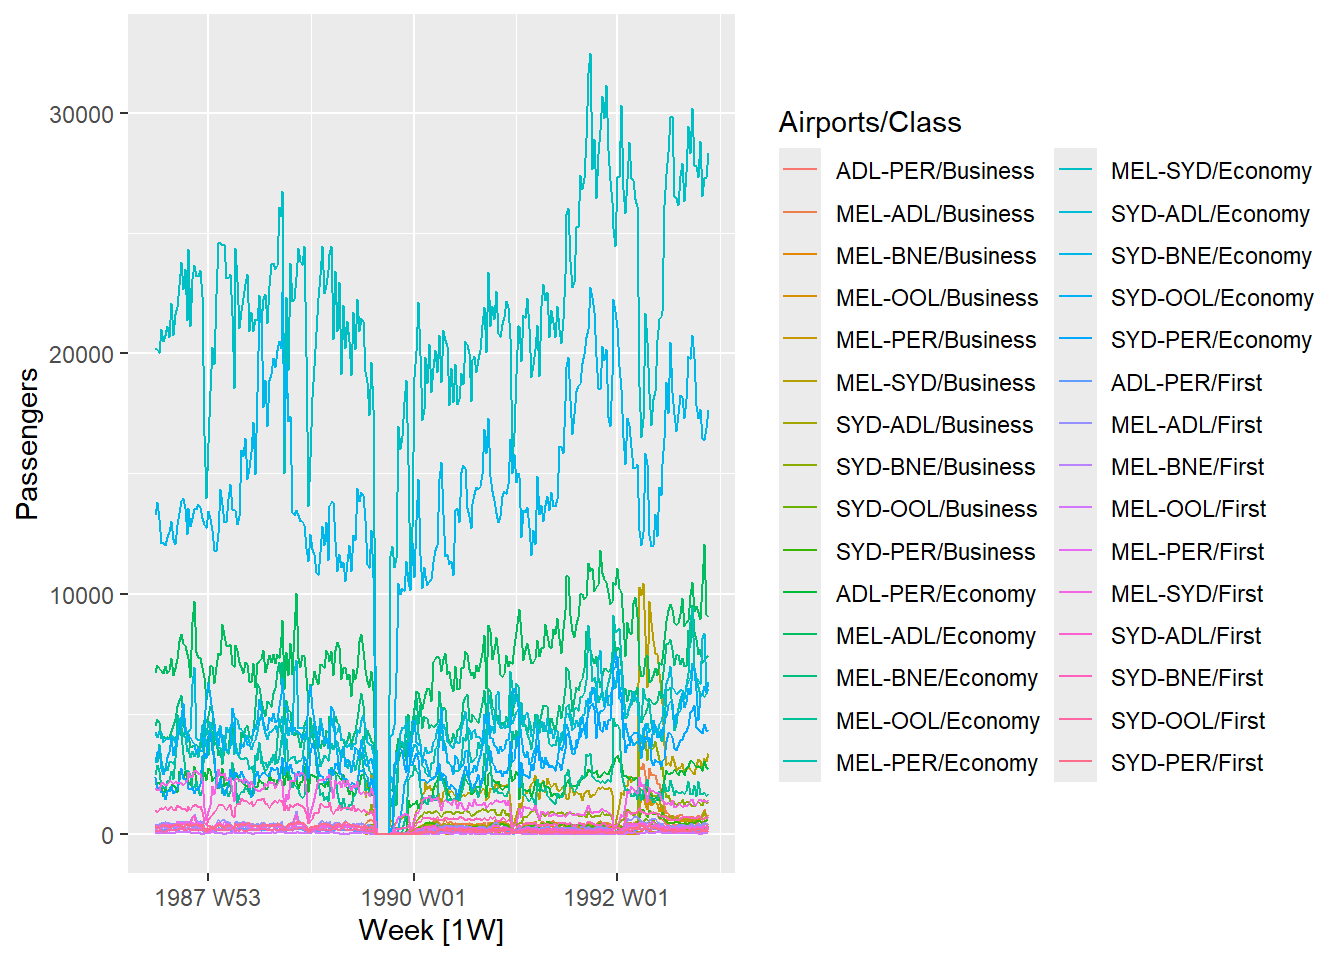 30000
20000
10000
0
Passengers
1987 W53
1990 W01
1992 W01
Week [1W]
Airports/Class
ADL-PER/Business
MEL-ADL/Business
MEL-BNE/Business
MEL-OOL/Business
MEL-PER/Business
MEL-SYD/Business
SYD-ADL/Business
SYD-BNE/Business
SYD-OOL/Business
SYD-PER/Business
ADL-PER/Economy
MEL-ADL/Economy
MEL-BNE/Economy
MEL-OOL/Economy
MEL-PER/Economy
MEL-SYD/Economy
SYD-ADL/Economy
SYD-BNE/Economy
SYD-OOL/Economy
SYD-PER/Economy
ADL-PER/First
MEL-ADL/First
MEL-BNE/First
MEL-OOL/First
MEL-PER/First
MEL-SYD/First
SYD-ADL/First
SYD-BNE/First
SYD-OOL/First
SYD-PER/First